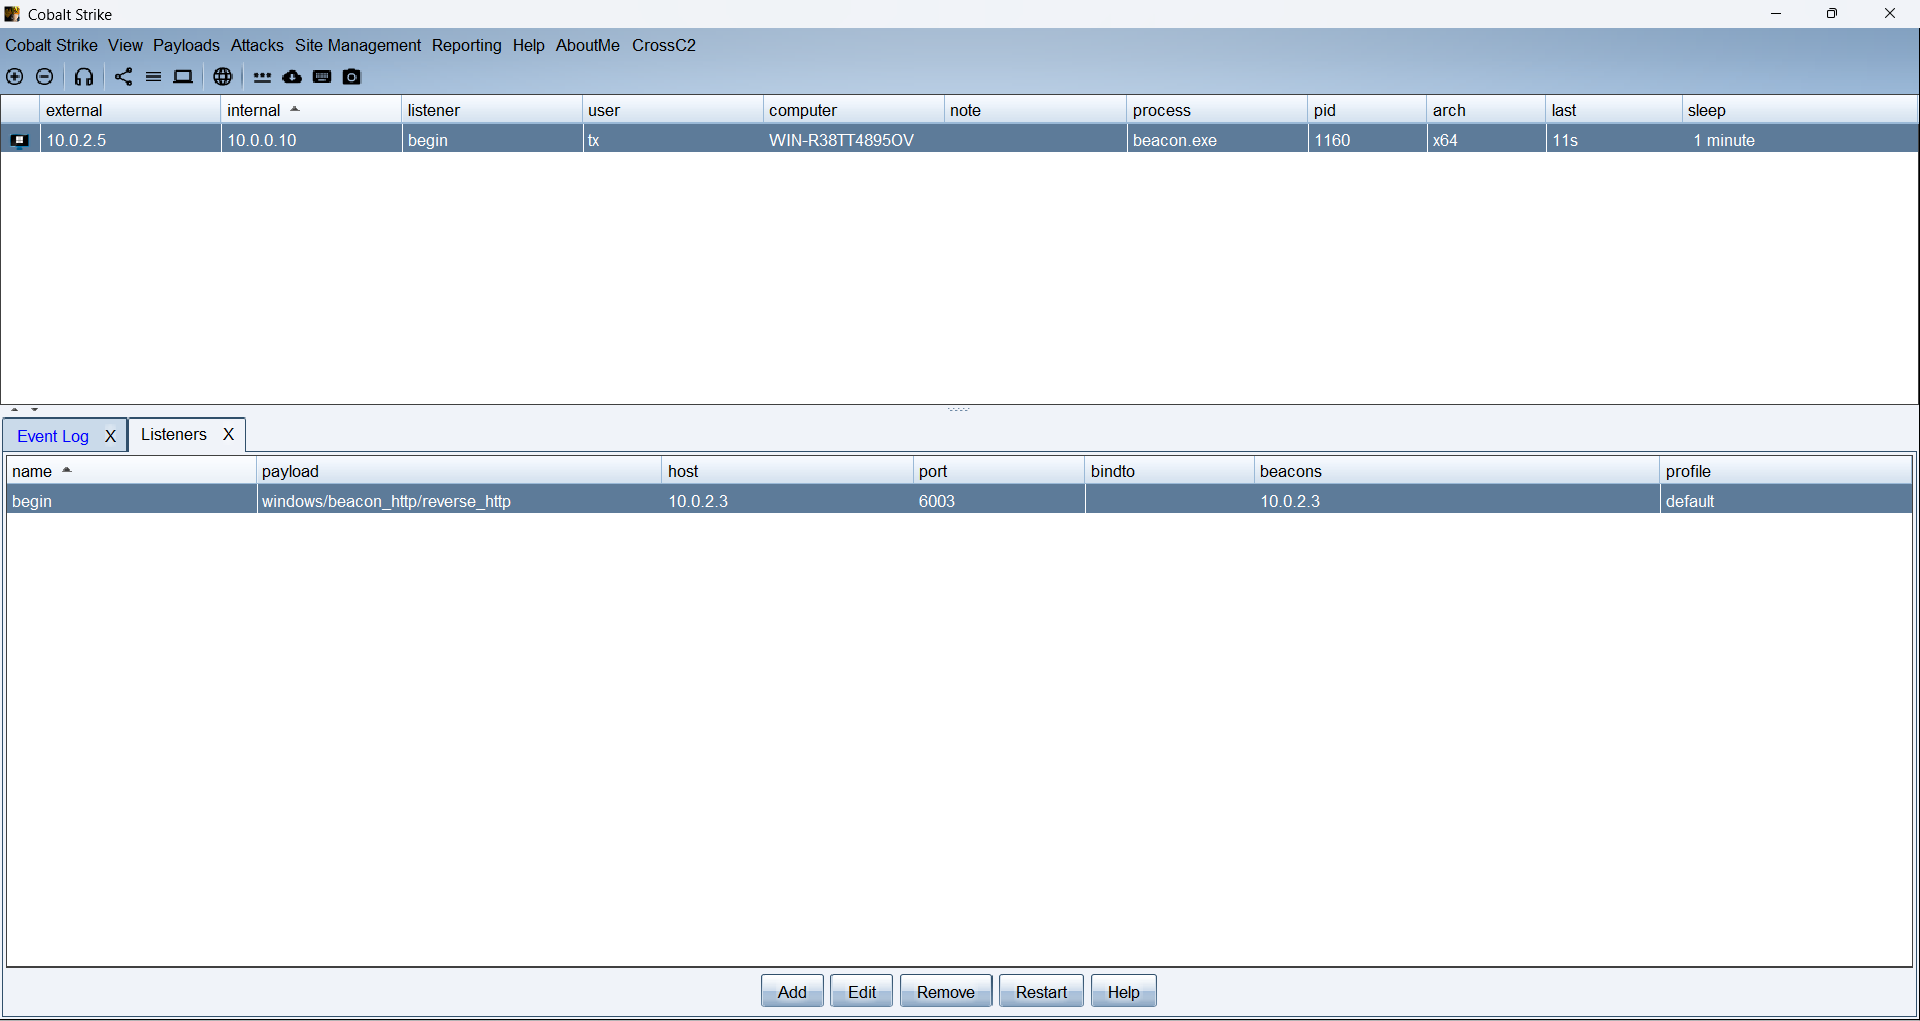 Cobalt Strike
Cobalt Strike View Payloads Attacks Site Management Reporting Help AboutMe CrossC2
external internal listener user computer note process pid arch last sleep
10.0.2.5 10.0.0.10 begin tx WIN-R38TT4895OV beacon.exe 1160 x64 11s 1 minute
Event Log X Listeners X
name payload host port bindto beacons profile
begin windows/beacon_http/reverse_http 10.0.2.3 6003 10.0.2.3 default
Add Edit Remove Restart Help